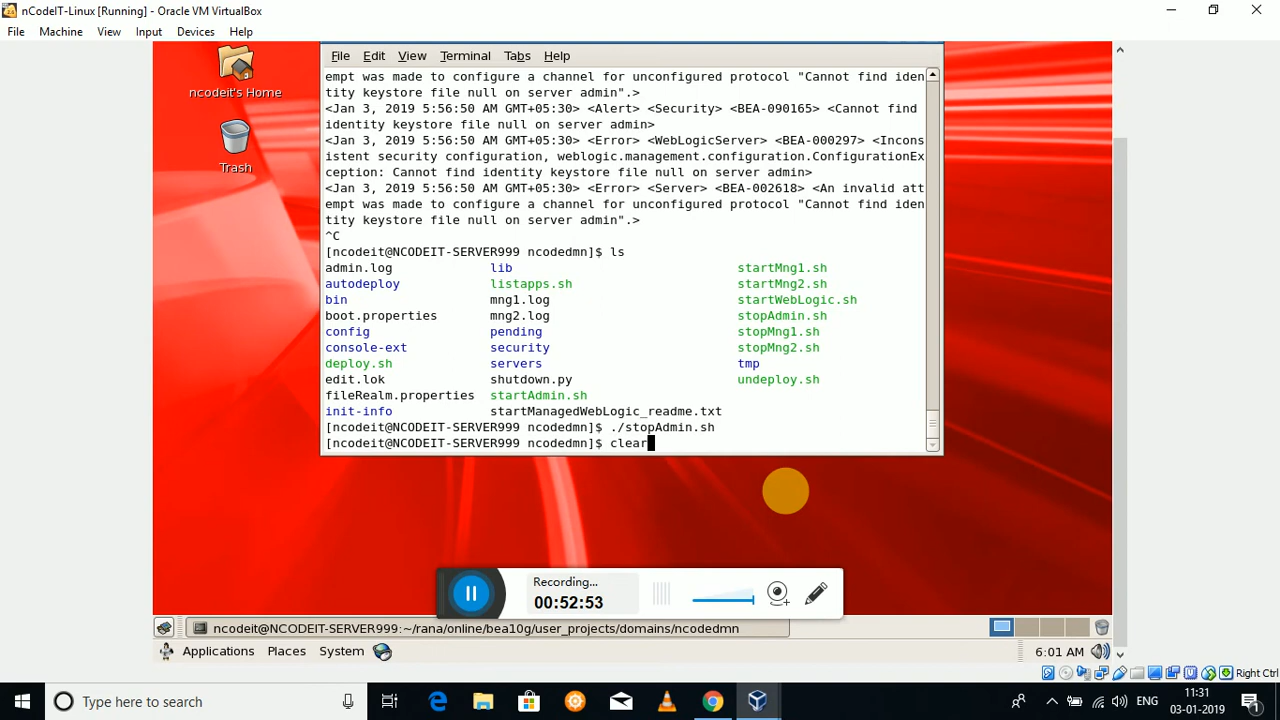 nCodeIT-Linux [Running] - Oracle VM VirtualBox
File Machine View Input Devices Help
ncodeit's Home
Trash
File Edit View Terminal Tabs Help
empt was made to configure a channel for unconfigured protocol "Cannot find iden
tity keystore file null on server admin".>
<Jan 3, 2019 5:56:50 AM GMT+05:30> <Alert> <Security> <BEA-090165> <Cannot find
identity keystore file null on server admin>
<Jan 3, 2019 5:56:50 AM GMT+05:30> <Error> <WebLogicServer> <BEA-000297> <Incons
istent security configuration, weblogic.management.configuration.ConfigurationEx
ception: Cannot find identity keystore file null on server admin>
<Jan 3, 2019 5:56:50 AM GMT+05:30> <Error> <Server> <BEA-002618> <An invalid att
empt was made to configure a channel for unconfigured protocol "Cannot find iden
tity keystore file null on server admin".>
^C
[ncodeit@NCODEIT-SERVER999 ncodedmn]$ ls
admin.log lib startMng1.sh
autodeploy listapps.sh startMng2.sh
bin mng1.log startWebLogic.sh
boot.properties mng2.log stopAdmin.sh
config pending stopMng1.sh
console-ext security stopMng2.sh
deploy.sh servers tmp
edit.lok shutdown.py undeploy.sh
fileRealm.properties startAdmin.sh
init-info startManagedWebLogic_readme.txt
[ncodeit@NCODEIT-SERVER999 ncodedmn]$ ./stopAdmin.sh
[ncodeit@NCODEIT-SERVER999 ncodedmn]$ clear
Recording...
00:52:53
ncodeit@NCODEIT-SERVER999:~/rana/online/bea10g/user_projects/domains/ncodedmn
Applications Places System 6:01 AM
Right Ctrl
Type here to search
ENG
11:31
03-01-2019
1